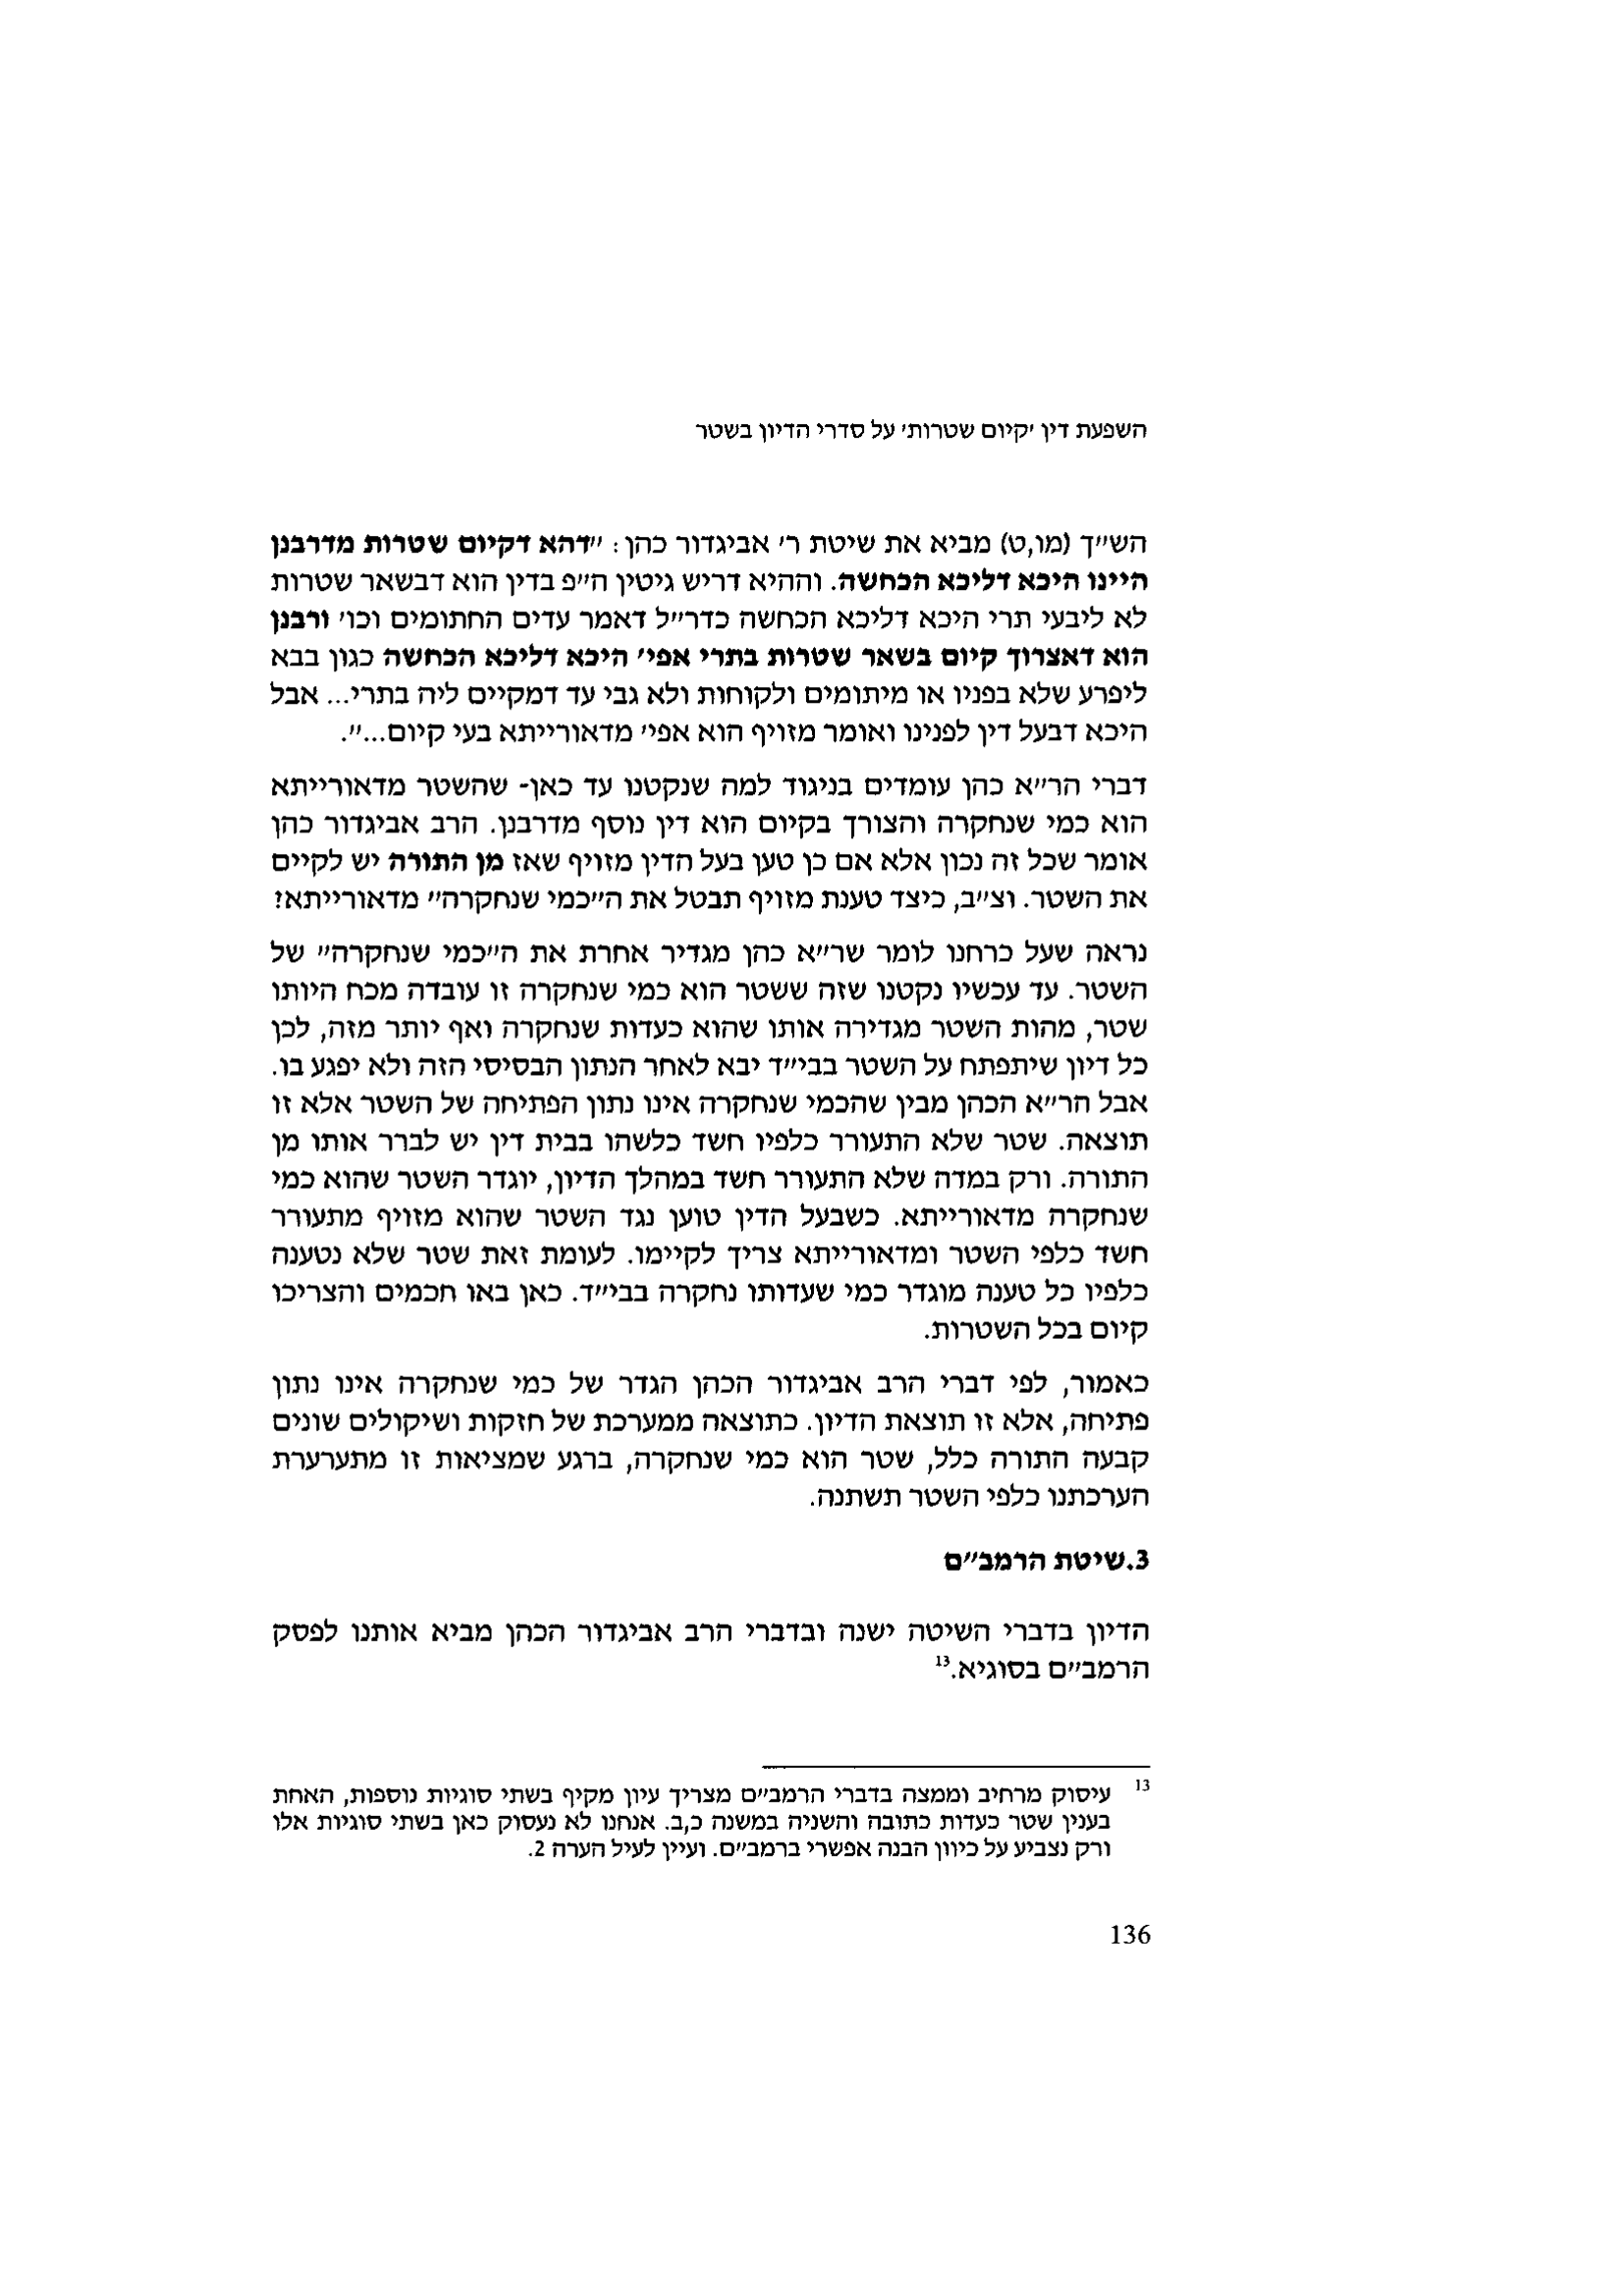 השפעת דין 'קיום שטרות' על סדרי הדיון בשטר
הש"ך (מו,ט) מביא את שיטת ר' אביגדור כהן: "דהא דקיום שטרות מדרבנן
היינו היכא דליכא הכחשה. וההיא דריש גיטין ה"פ בדין הוא דבשאר שטרות
לא ליבעי תרי היכא דליכא הכחשה כדר"ל דאמר עדים החתומים וכו' ורבנן
הוא דאצרוך קיום בשאר שטרות בתרי אפי' היכא דליכא הכחשה כגון בבא
ליפרע שלא בפניו או מיתומים ולקוחות ולא גבי עד דמקיים ליה בתרי... אבל
היכא דבעל דין לפנינו ואומר מזויף הוא אפי' מדאורייתא בעי קיום...".
דברי הר"א כהן עומדים בניגוד למה שנקטנו עד כאן- שהשטר מדאורייתא
הוא כמי שנחקרה והצורך בקיום הוא דין נוסף מדרבנן. הרב אביגדור כהן
אומר שכל זה נכון אלא אם כן טען בעל הדין מזויף שאז מן התורה יש לקיים
את השטר. וצ"ב, כיצד טענת מזויף תבטל את ה"כמי שנחקרה" מדאורייתא?
נראה שעל כרחנו לומר שר"א כהן מגדיר אחרת את ה"כמי שנחקרה" של
השטר. עד עכשיו נקטנו שזה ששטר הוא כמי שנחקרה זו עובדה מכח היותו
שטר, מהות השטר מגדירה אותו שהוא כעדות שנחקרה ואף יותר מזה, לכן
כל דיון שיתפתח על השטר בבי"ד יבא לאחר הנתון הבסיסי הזה ולא יפגע בו.
אבל הר"א הכהן מבין שהכמי שנחקרה אינו נתון הפתיחה של השטר אלא זו
תוצאה. שטר שלא התעורר כלפיו חשד כלשהו בבית דין יש לברר אותו מן
התורה. ורק במדה שלא התעורר חשד במהלך הדיון, יוגדר השטר שהוא כמי
שנחקרה מדאורייתא. כשבעל הדין טוען נגד השטר שהוא מזויף מתעורר
חשד כלפי השטר ומדאורייתא צריך לקיימו. לעומת זאת שטר שלא נטענה
כלפיו כל טענה מוגדר כמי שעדותו נחקרה בבי"ד. כאן באו חכמים והצריכו
קיום בכל השטרות.
כאמור, לפי דברי הרב אביגדור הכהן הגדר של כמי שנחקרה אינו נתון
פתיחה, אלא זו תוצאת הדיון. כתוצאה ממערכת של חזקות ושיקולים שונים
קבעה התורה כלל, שטר הוא כמי שנחקרה, ברגע שמציאות זו מתערערת
הערכתנו כלפי השטר תשתנה.
3.שיטת הרמב"ם
הדיון בדברי השיטה ישנה ובדברי הרב אביגדור הכהן מביא אותנו לפסק
הרמב"ם בסוגיא.13
13 עיסוק מרחיב וממצה בדברי הרמב"ם מצריך עיון מקיף בשתי סוגיות נוספות, האחת
בענין שטר כעדות כתובה והשניה במשנה כ,ב. אנחנו לא נעסוק כאן בשתי סוגיות אלו
ורק נצביע על כיוון הבנה אפשרי ברמב"ם. ועיין לעיל הערה 2.
136